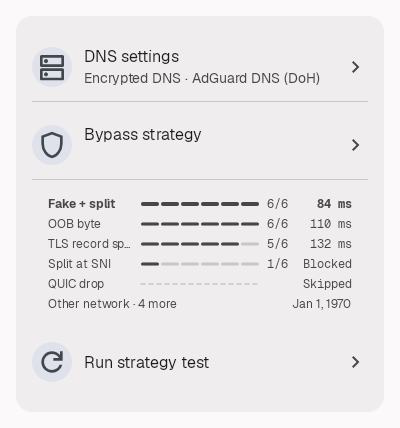 DNS settings
Encrypted DNS · AdGuard DNS (DoH)
Bypass strategy
Fake + split 6/6 84 ms
OOB byte 6/6 110 ms
TLS record sp… 5/6 132 ms
Split at SNI 1/6 Blocked
QUIC drop Skipped
Other network · 4 more Jan 1, 1970
Run strategy test